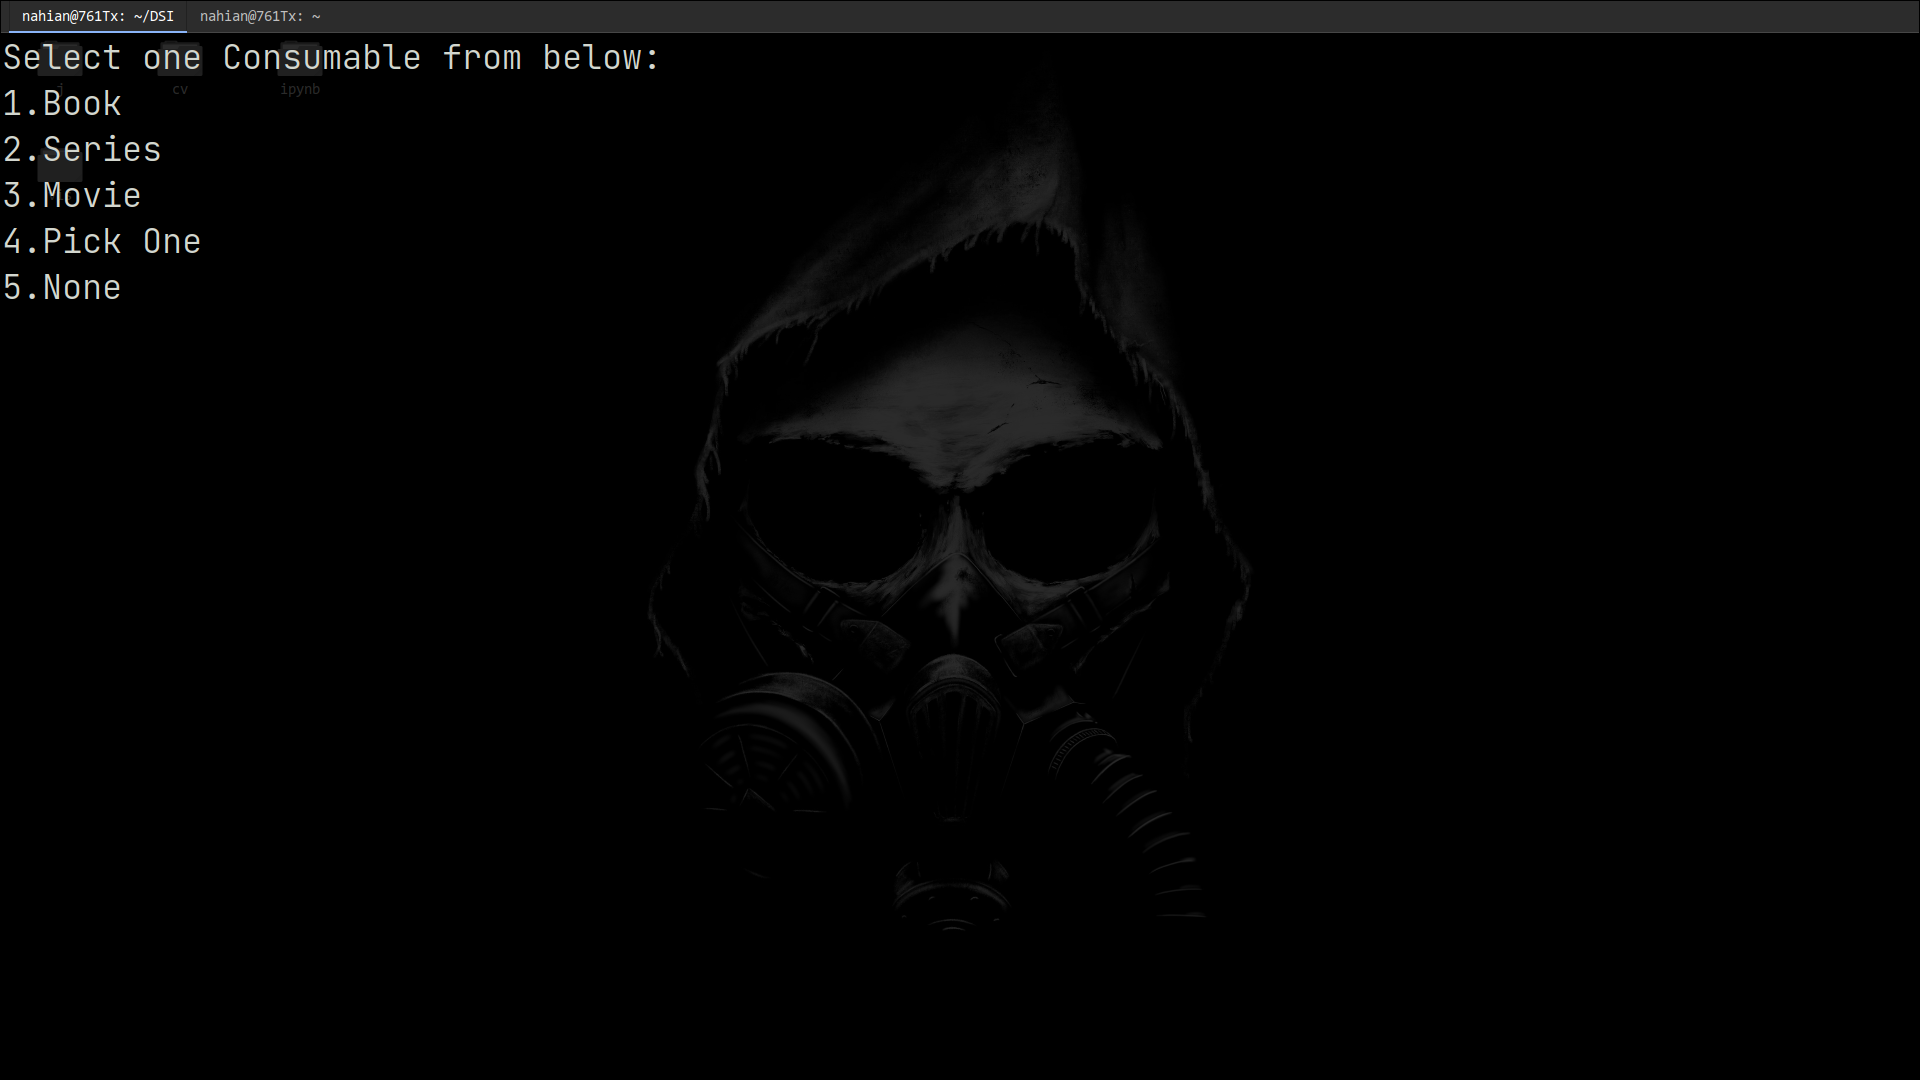 nahian@761Tx: ~/DSI nahian@761Tx: ~
Select one Consumable from below:
cv ipynb
1.Book
2.Series
3.Movie
4.Pick One
5.None